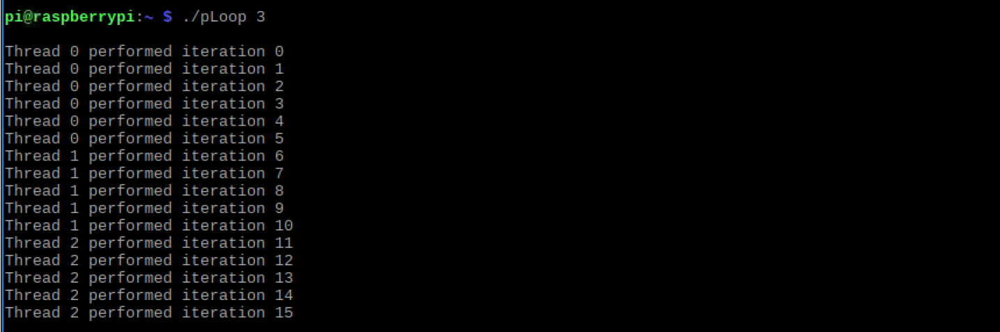 pi@raspberrypi:~ $ ./pLoop 3
Thread 0 performed iteration 0
Thread 0 performed iteration 1
Thread 0 performed iteration 2
Thread 0 performed iteration 3
Thread 0 performed iteration 4
Thread 0 performed iteration 5
Thread 1 performed iteration 6
Thread 1 performed iteration 7
Thread 1 performed iteration 8
Thread 1 performed iteration 9
Thread 1 performed iteration 10
Thread 2 performed iteration 11
Thread 2 performed iteration 12
Thread 2 performed iteration 13
Thread 2 performed iteration 14
Thread 2 performed iteration 15